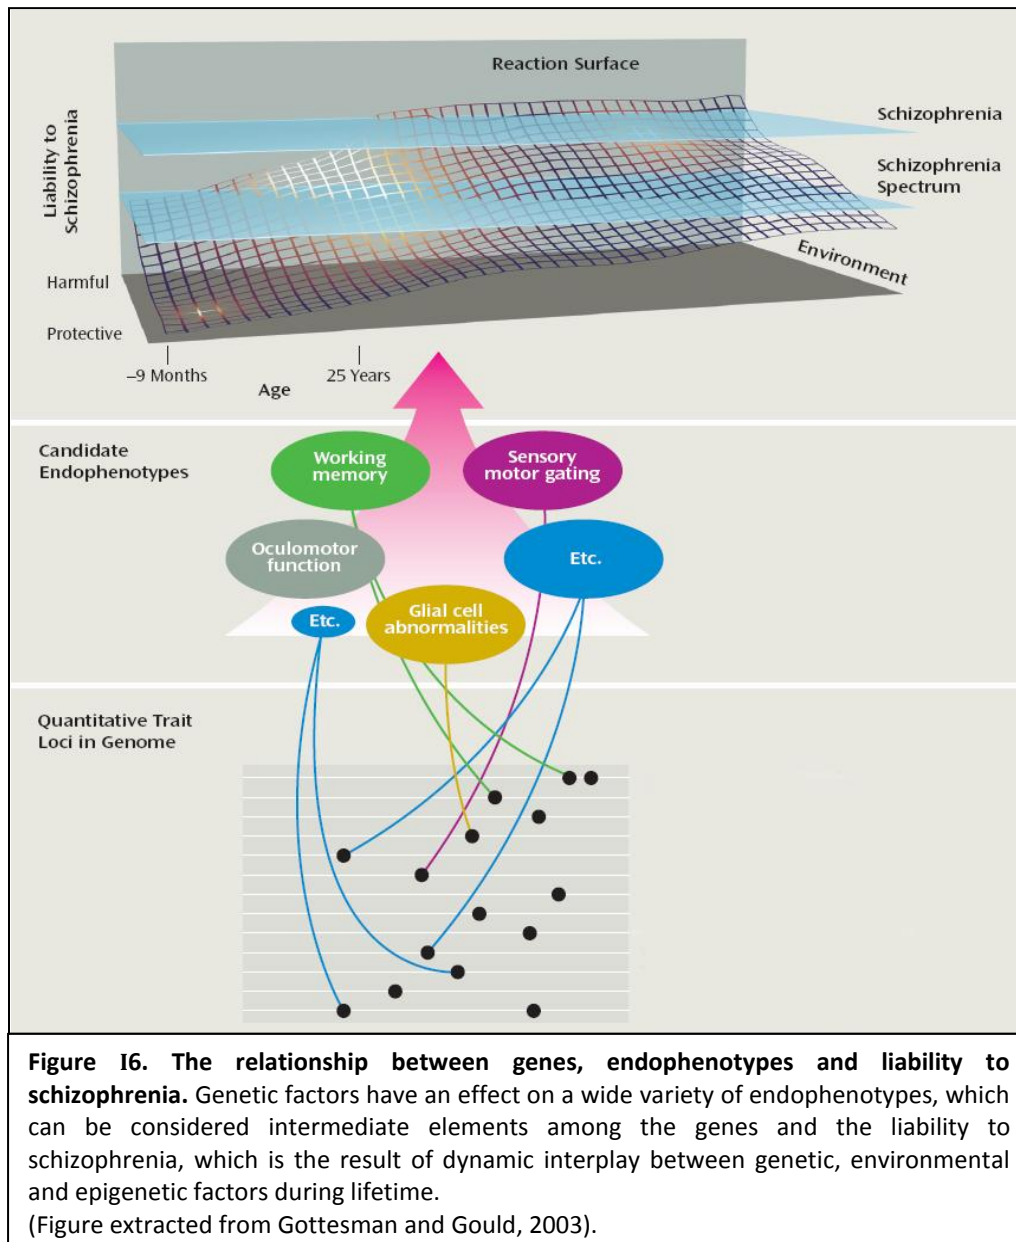 Reaction Surface
Liability to
Schizophrenia
Schizophrenia
Schizophrenia
Spectrum
Environment
Harmful
Protective
–9 Months
25 Years
Age
Candidate
Endophenotypes
Working
memory
Sensory
motor gating
Oculomotor
function
Etc.
Etc.
Glial cell
abnormalities
Quantitative Trait
Loci in Genome
Figure I6. The relationship between genes, endophenotypes and liability to
schizophrenia. Genetic factors have an effect on a wide variety of endophenotypes, which
can be considered intermediate elements among the genes and the liability to
schizophrenia, which is the result of dynamic interplay between genetic, environmental
and epigenetic factors during lifetime.
(Figure extracted from Gottesman and Gould, 2003).